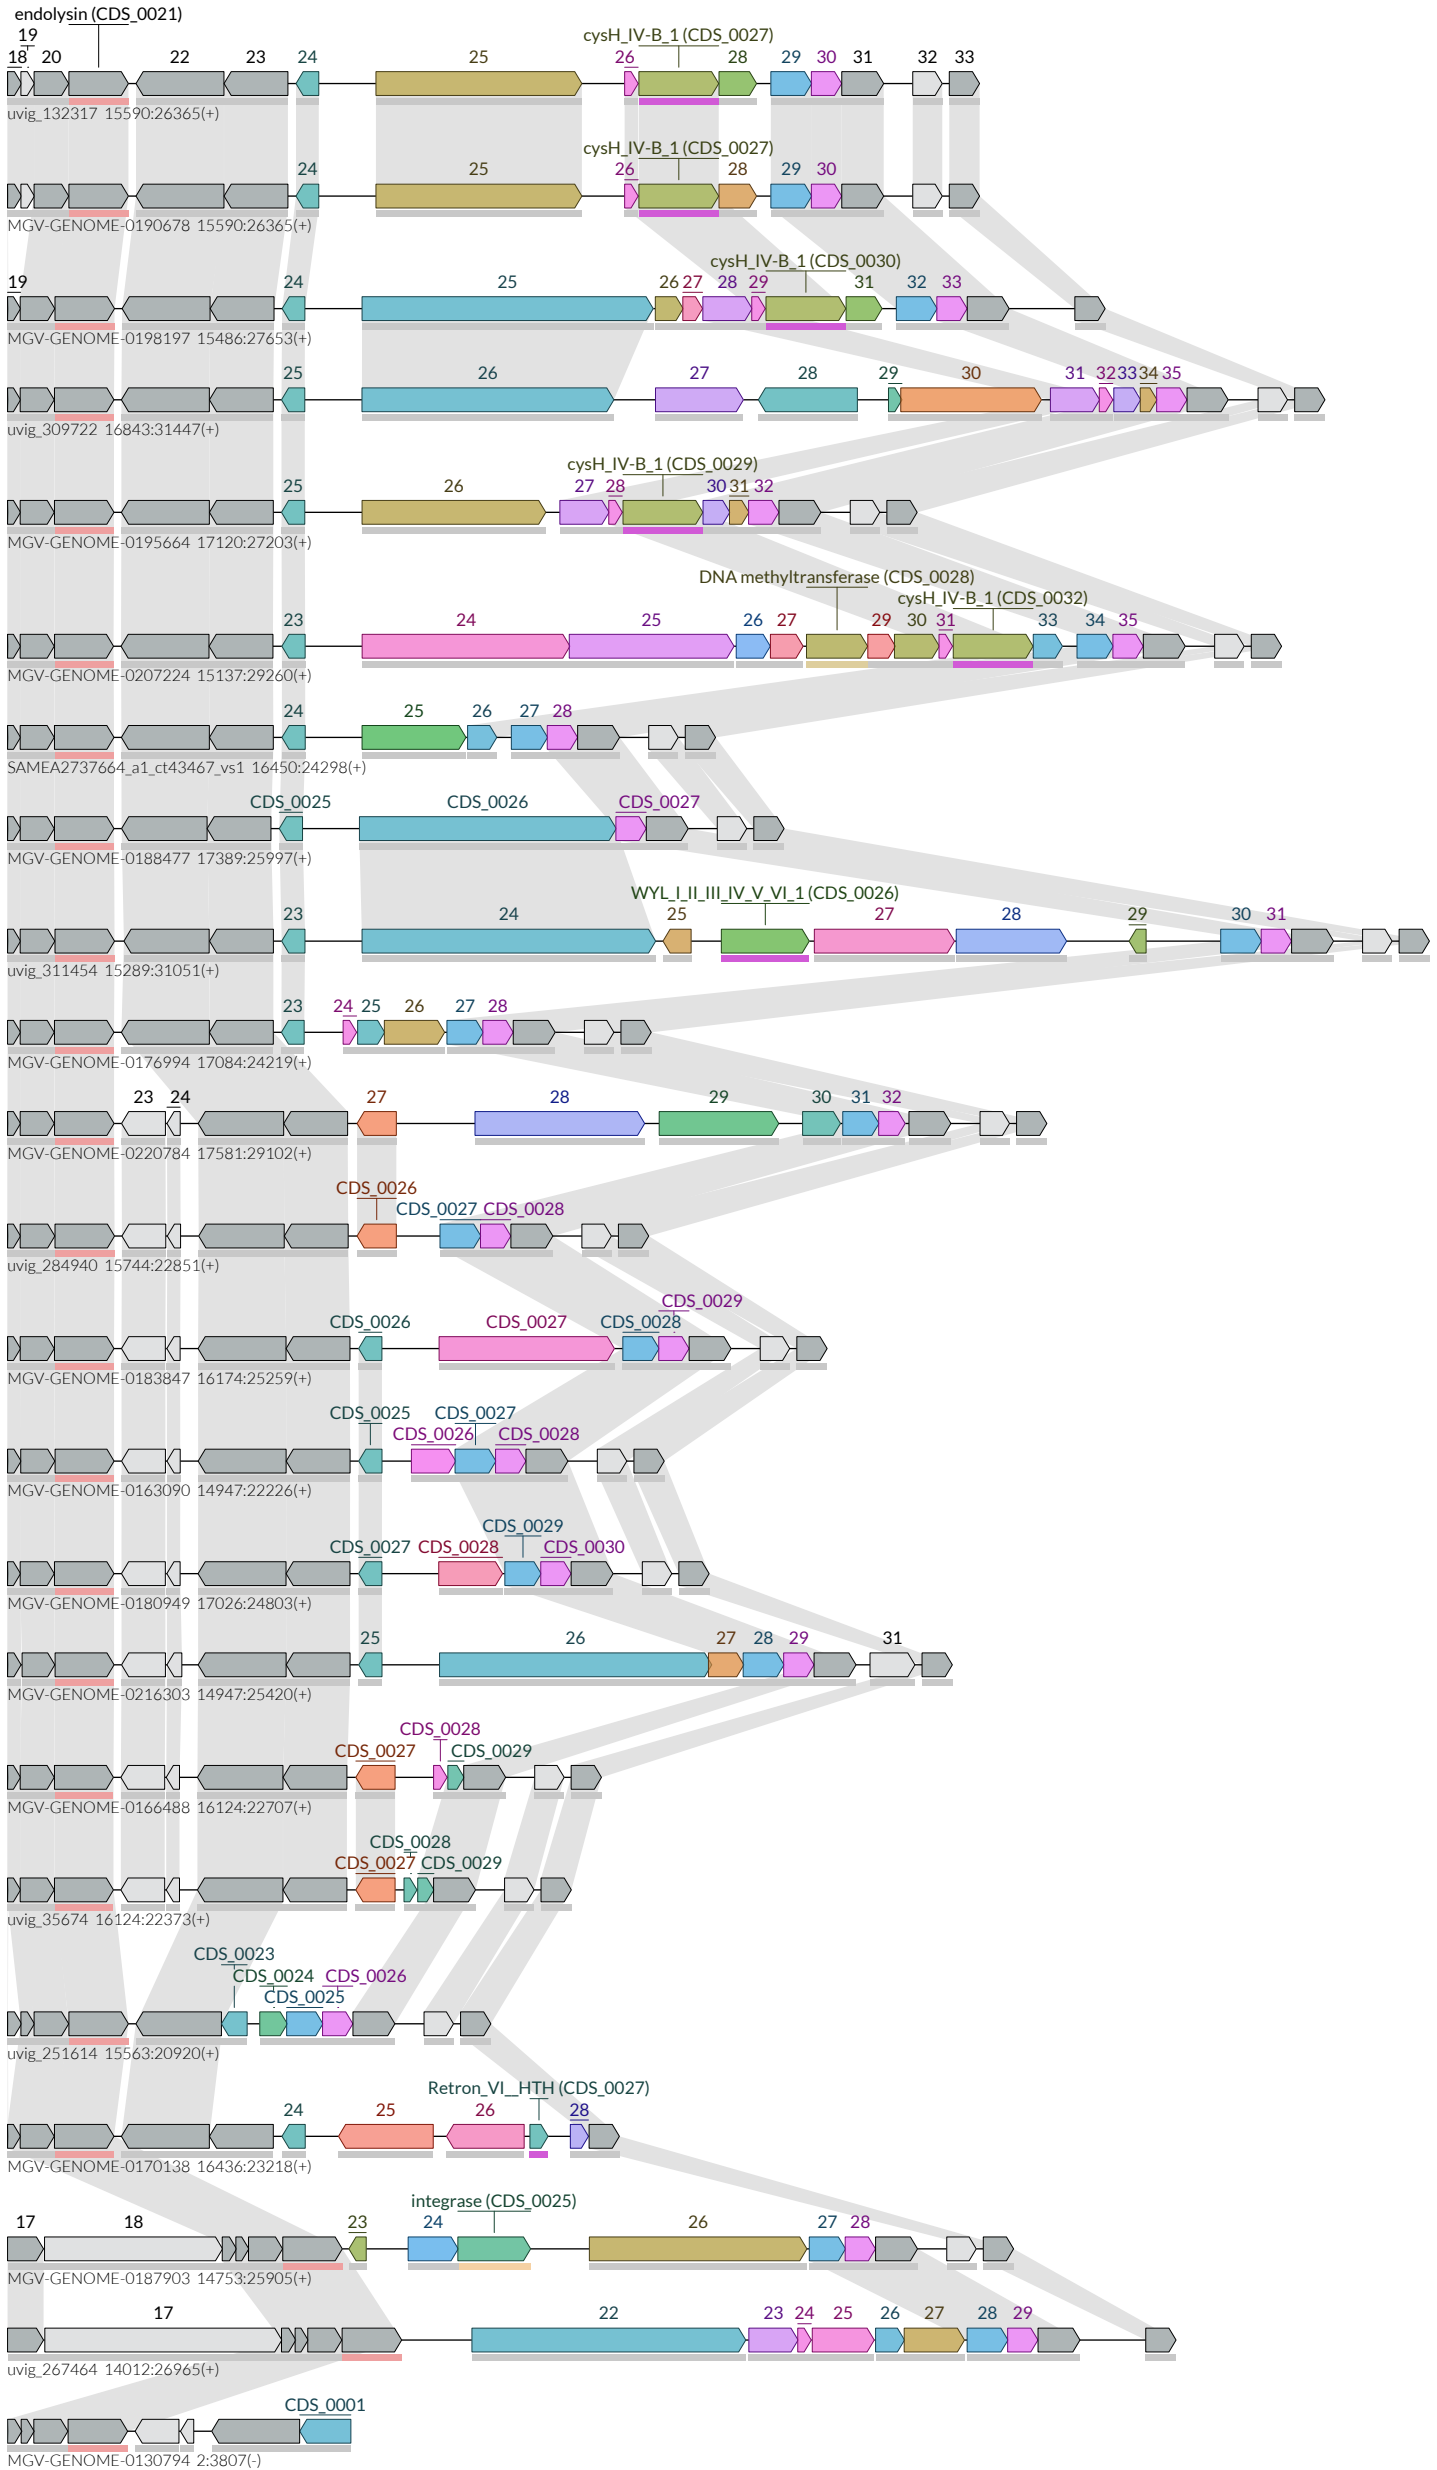 endolysin (CDS_0021)
19 cysH_IV-B_1 (CDS_0027)
18 20 22 23 24 25 26 28 29 30 31 32 33
uvig_132317 15590:26365(+)
cysH_IV-B_1 (CDS_0027)
24 25 26 28 29 30
MGV-GENOME-0190678 15590:26365(+)
cysH_IV-B_1 (CDS_0030)
19 24 25 26 27 28 29 31 32 33
MGV-GENOME-0198197 15486:27653(+)
25 26 27 28 29 30 31 32 33 34 35
uvig_309722 16843:31447(+)
cysH_IV-B_1 (CDS_0029)
25 26 27 28 30 31 32
MGV-GENOME-0195664 17120:27203(+)
DNA methyltransferase (CDS_0028)
cysH_IV-B_1 (CDS_0032)
23 24 25 26 27 29 30 31 33 34 35
MGV-GENOME-0207224 15137:29260(+)
24 25 26 27 28
SAMEA2737664_a1_ct43467_vs1 16450:24298(+)
CDS_0025 CDS_0026 CDS_0027
MGV-GENOME-0188477 17389:25997(+)
WYL_I_II_III_IV_V_VI_1 (CDS_0026)
23 24 25 27 28 29 30 31
uvig_311454 15289:31051(+)
23 24 25 26 27 28
MGV-GENOME-0176994 17084:24219(+)
23 24 27 28 29 30 31 32
MGV-GENOME-0220784 17581:29102(+)
CDS_0026
CDS_0027 CDS_0028
uvig_284940 15744:22851(+)
CDS_0029
CDS_0026 CDS_0027 CDS_0028
MGV-GENOME-0183847 16174:25259(+)
CDS_0025 CDS_0027
CDS_0026 CDS_0028
MGV-GENOME-0163090 14947:22226(+)
CDS_0029
CDS_0027 CDS_0028 CDS_0030
MGV-GENOME-0180949 17026:24803(+)
25 26 27 28 29 31
MGV-GENOME-0216303 14947:25420(+)
CDS_0028
CDS_0027 CDS_0029
MGV-GENOME-0166488 16124:22707(+)
CDS_0028
CDS_0027 CDS_0029
uvig_35674 16124:22373(+)
CDS_0023
CDS_0024 CDS_0026
CDS_0025
uvig_251614 15563:20920(+)
Retron_VI__HTH (CDS_0027)
24 25 26 28
MGV-GENOME-0170138 16436:23218(+)
integrase (CDS_0025)
17 18 23 24 26 27 28
MGV-GENOME-0187903 14753:25905(+)
17 22 23 24 25 26 27 28 29
uvig_267464 14012:26965(+)
CDS_0001
MGV-GENOME-0130794 2:3807(-)